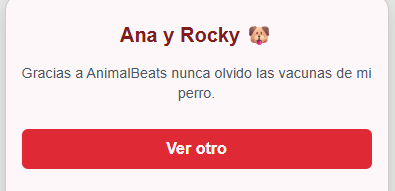 Ana y Rocky 🐶
Gracias a AnimalBeats nunca olvido las vacunas de mi
perro.
Ver otro